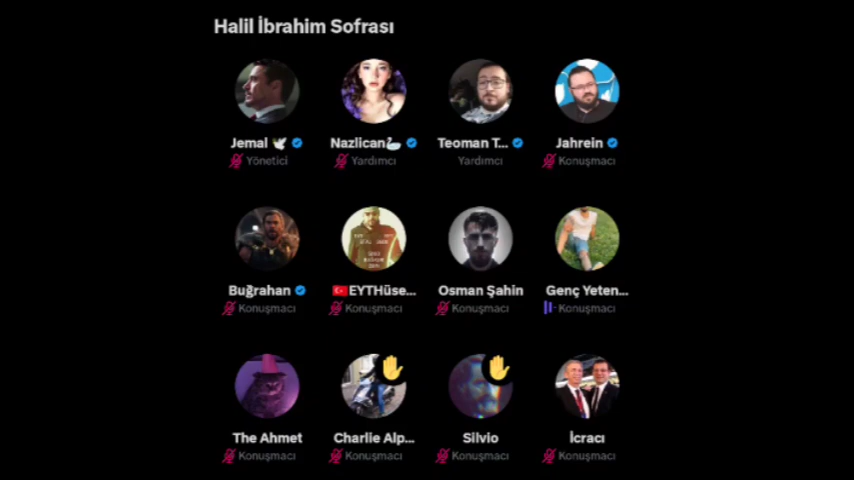 Halil İbrahim Sofrası
Jemal 🕊 Nazlican🦢 Teoman T... Jahrein
Yönetici Yardımcı Yardımcı Konuşmacı
Buğrahan 🇹🇷EYTHüse... Osman Şahin Genç Yeten...
Konuşmacı Konuşmacı Konuşmacı Konuşmacı
The Ahmet Charlie Alp... Silvio İcracı
Konuşmacı Konuşmacı Konuşmacı Konuşmacı